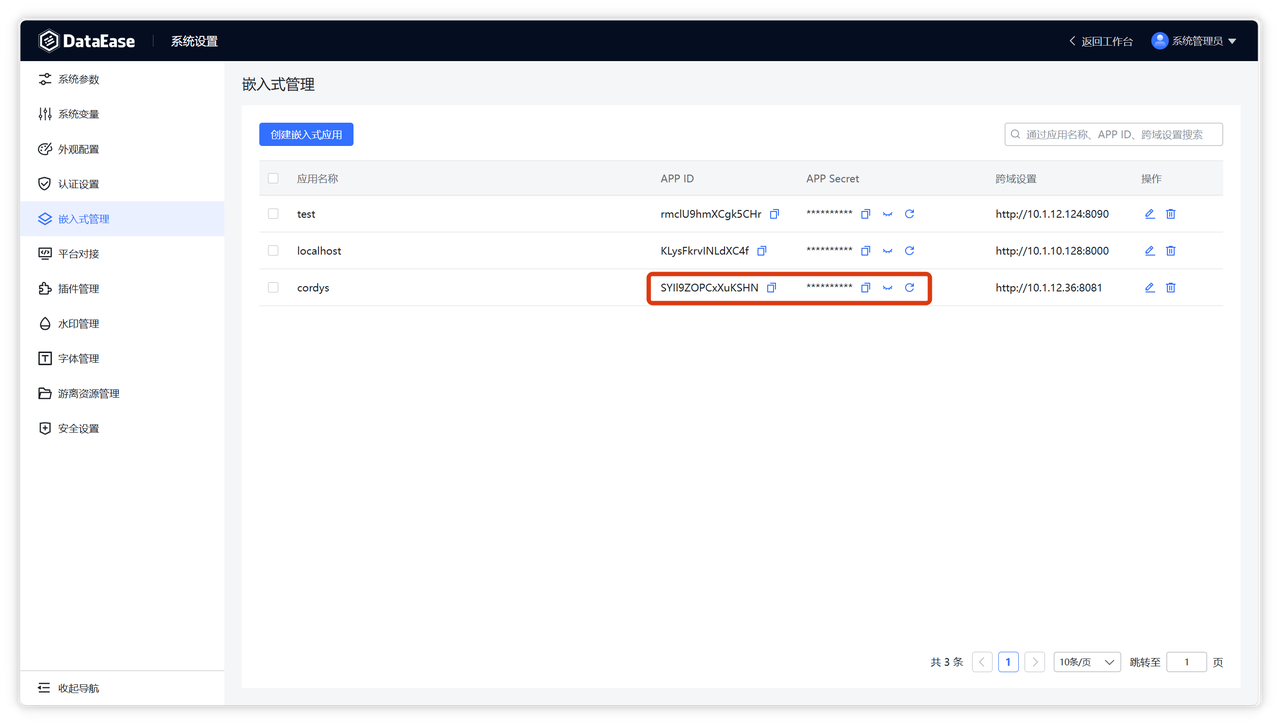 DataEase 系统设置 返回工作台 系统管理员
系统参数
系统变量
外观配置
认证设置
嵌入式管理
平台对接
插件管理
水印管理
字体管理
游离资源管理
安全设置
收起导航
嵌入式管理
创建嵌入式应用 通过应用名称、APP ID、跨域设置搜索
应用名称 APP ID APP Secret 跨域设置 操作
test rmclU9hmXCgk5CHr ********** http://10.1.12.124:8090
localhost KLysFkrvINLdXC4f ********** http://10.1.10.128:8000
cordys SYIl9ZOPCxXuKSHN ********** http://10.1.12.36:8081
共 3 条 1 10条/页 跳转至 1 页